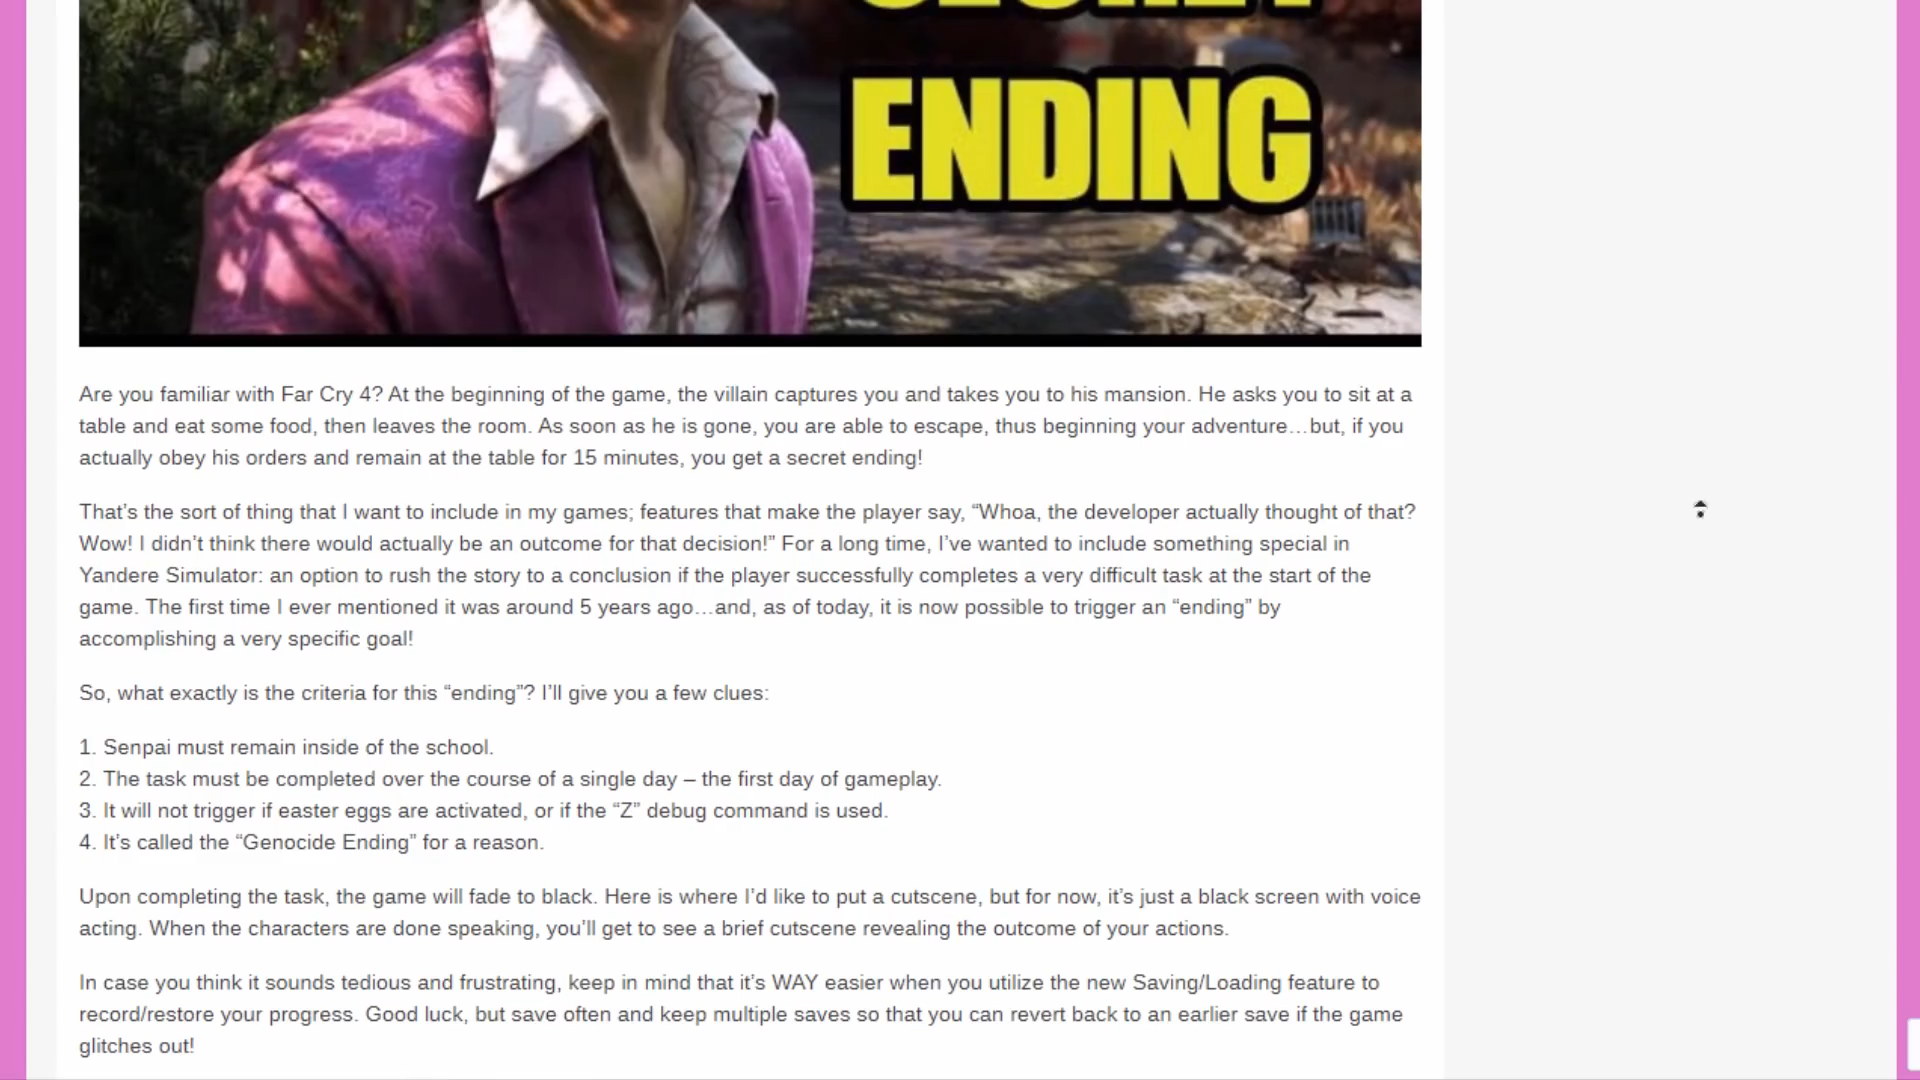 ENDING
Are you familiar with Far Cry 4? At the beginning of the game, the villain captures you and takes you to his mansion. He asks you to sit at a
table and eat some food, then leaves the room. As soon as he is gone, you are able to escape, thus beginning your adventure…but, if you
actually obey his orders and remain at the table for 15 minutes, you get a secret ending!
That’s the sort of thing that I want to include in my games; features that make the player say, “Whoa, the developer actually thought of that?
Wow! I didn’t think there would actually be an outcome for that decision!” For a long time, I’ve wanted to include something special in
Yandere Simulator: an option to rush the story to a conclusion if the player successfully completes a very difficult task at the start of the
game. The first time I ever mentioned it was around 5 years ago…and, as of today, it is now possible to trigger an “ending” by
accomplishing a very specific goal!
So, what exactly is the criteria for this “ending”? I’ll give you a few clues:
1. Senpai must remain inside of the school.
2. The task must be completed over the course of a single day – the first day of gameplay.
3. It will not trigger if easter eggs are activated, or if the “Z” debug command is used.
4. It’s called the “Genocide Ending” for a reason.
Upon completing the task, the game will fade to black. Here is where I’d like to put a cutscene, but for now, it’s just a black screen with voice
acting. When the characters are done speaking, you’ll get to see a brief cutscene revealing the outcome of your actions.
In case you think it sounds tedious and frustrating, keep in mind that it’s WAY easier when you utilize the new Saving/Loading feature to
record/restore your progress. Good luck, but save often and keep multiple saves so that you can revert back to an earlier save if the game
glitches out!